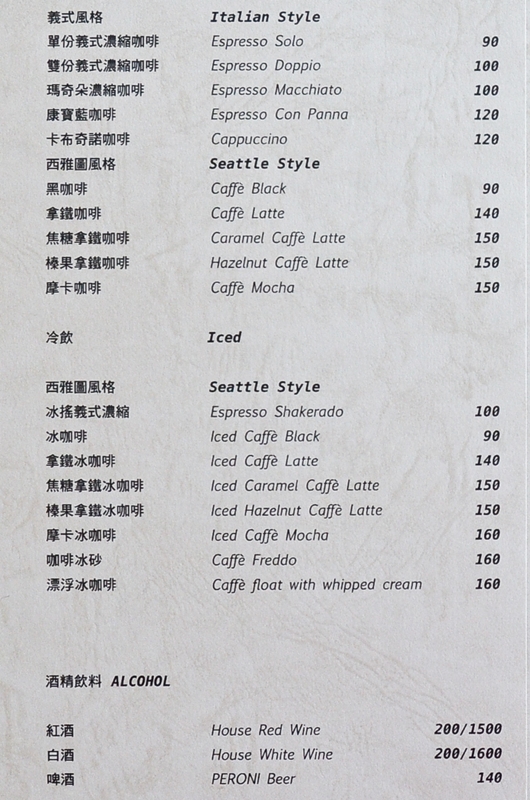 義式風格 Italian Style
單份義式濃縮咖啡 Espresso Solo 90
雙份義式濃縮咖啡 Espresso Doppio 100
瑪奇朵濃縮咖啡 Espresso Macchiato 100
康寶藍咖啡 Espresso Con Panna 120
卡布奇諾咖啡 Cappuccino 120
西雅圖風格 Seattle Style
黑咖啡 Caffè Black 90
拿鐵咖啡 Caffè Latte 140
焦糖拿鐵咖啡 Caramel Caffè Latte 150
榛果拿鐵咖啡 Hazelnut Caffè Latte 150
摩卡咖啡 Caffè Mocha 150
冷飲 Iced
西雅圖風格 Seattle Style
冰搖義式濃縮 Espresso Shakerado 100
冰咖啡 Iced Caffè Black 90
拿鐵冰咖啡 Iced Caffè Latte 140
焦糖拿鐵冰咖啡 Iced Caramel Caffè Latte 150
榛果拿鐵冰咖啡 Iced Hazelnut Caffè Latte 150
摩卡冰咖啡 Iced Caffè Mocha 160
咖啡冰砂 Caffè Freddo 160
漂浮冰咖啡 Caffè float with whipped cream 160
酒精飲料 ALCOHOL
紅酒 House Red Wine 200/1500
白酒 House White Wine 200/1600
啤酒 PERONI Beer 140